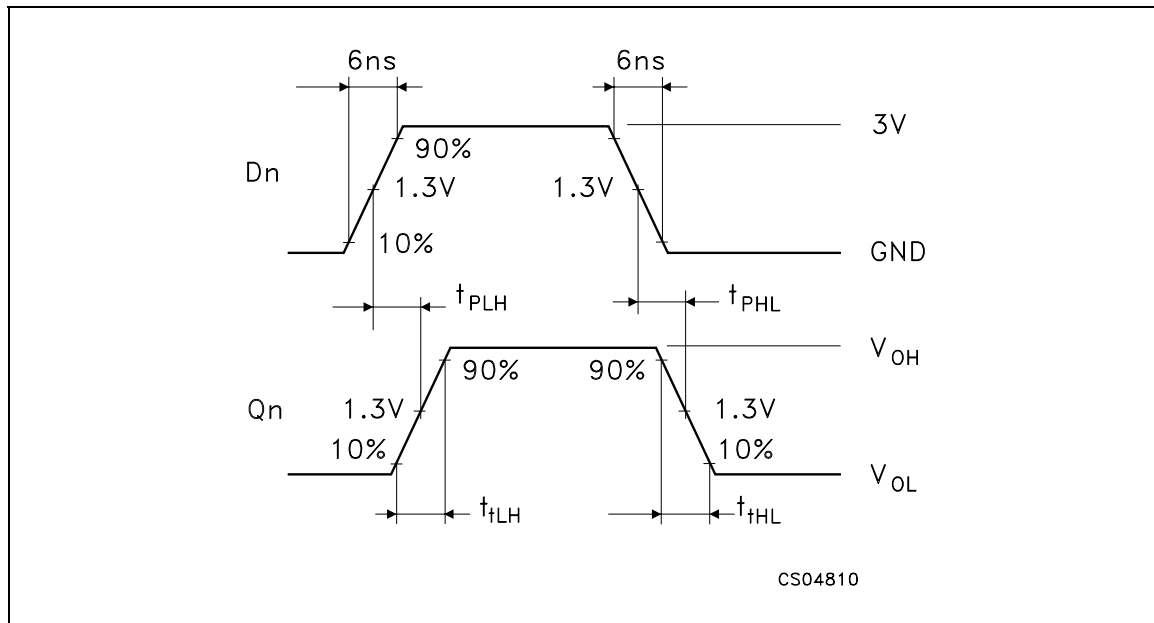 6ns 6ns
3V
90%
Dn
1.3V 1.3V
10%
GND
tPLH tPHL
VOH
90% 90%
Qn 1.3V 1.3V
10% 10%
VOL
ttLH ttHL
CS04810